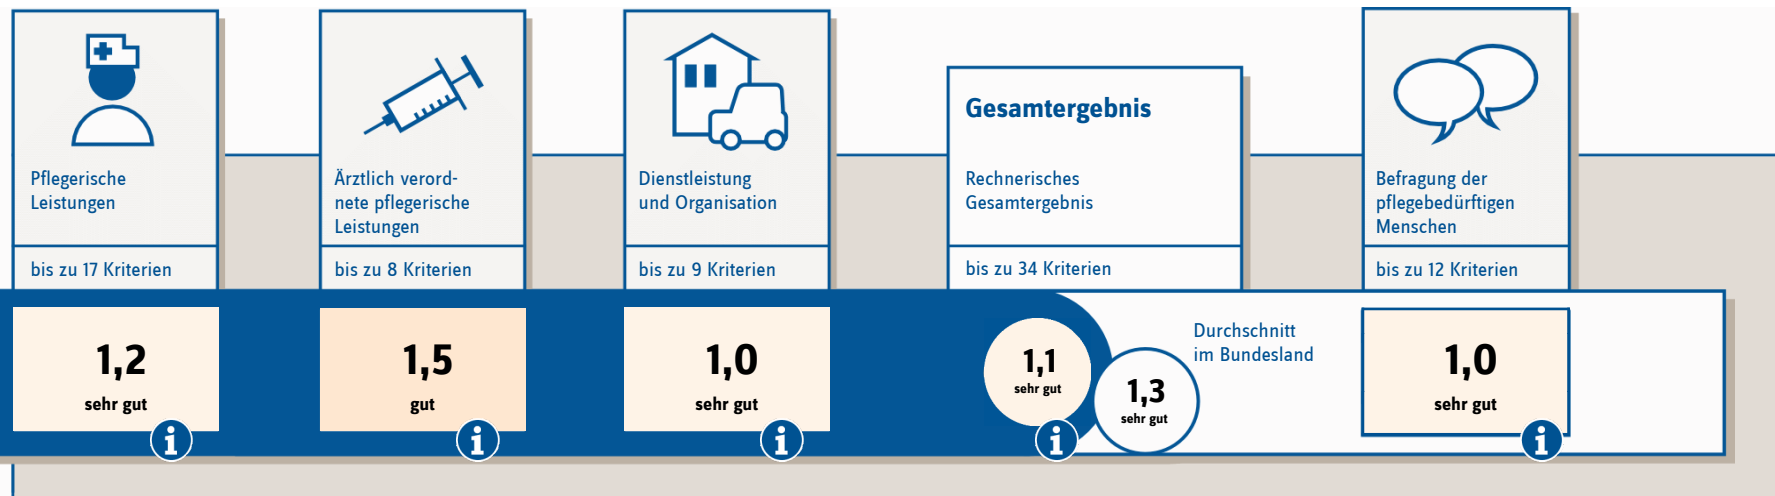 Pflegerische
Leistungen
bis zu 17 Kriterien
1,2
sehr gut
i
Ärztlich verord-
nete pflegerische
Leistungen
bis zu 8 Kriterien
1,5
gut
i
Dienstleistung
und Organisation
bis zu 9 Kriterien
1,0
sehr gut
i
Gesamtergebnis
Rechnerisches
Gesamtergebnis
bis zu 34 Kriterien
1,1
sehr gut
i
1,3
sehr gut
Durchschnitt
im Bundesland
Befragung der
pflegebedürftigen
Menschen
bis zu 12 Kriterien
1,0
sehr gut
i